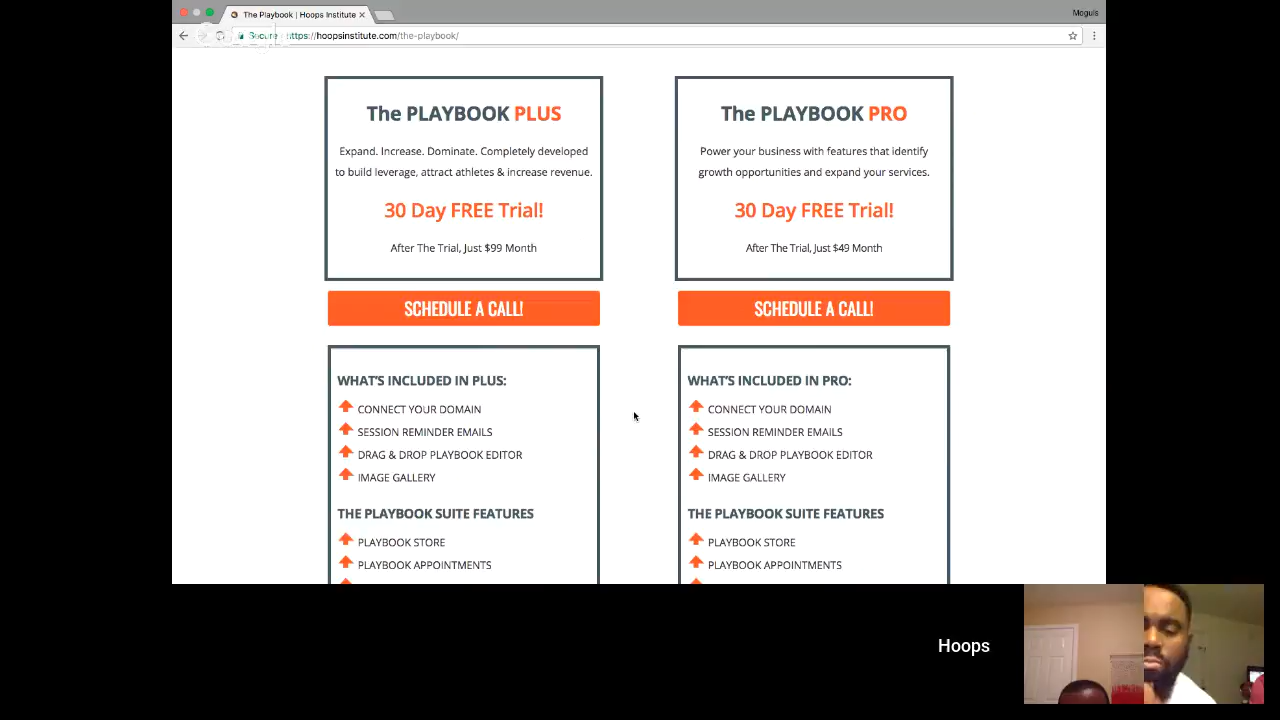 The Playbook | Hoops Institute
Moguls
Secure
https://hoopsinstitute.com/the-playbook/
The PLAYBOOK PLUS
Expand. Increase. Dominate. Completely developed
to build leverage, attract athletes & increase revenue.
30 Day FREE Trial!
After The Trial, Just $99 Month
SCHEDULE A CALL!
WHAT'S INCLUDED IN PLUS:
CONNECT YOUR DOMAIN
SESSION REMINDER EMAILS
DRAG & DROP PLAYBOOK EDITOR
IMAGE GALLERY
THE PLAYBOOK SUITE FEATURES
PLAYBOOK STORE
PLAYBOOK APPOINTMENTS
The PLAYBOOK PRO
Power your business with features that identify
growth opportunities and expand your services.
30 Day FREE Trial!
After The Trial, Just $49 Month
SCHEDULE A CALL!
WHAT'S INCLUDED IN PRO:
CONNECT YOUR DOMAIN
SESSION REMINDER EMAILS
DRAG & DROP PLAYBOOK EDITOR
IMAGE GALLERY
THE PLAYBOOK SUITE FEATURES
PLAYBOOK STORE
PLAYBOOK APPOINTMENTS
Hoops